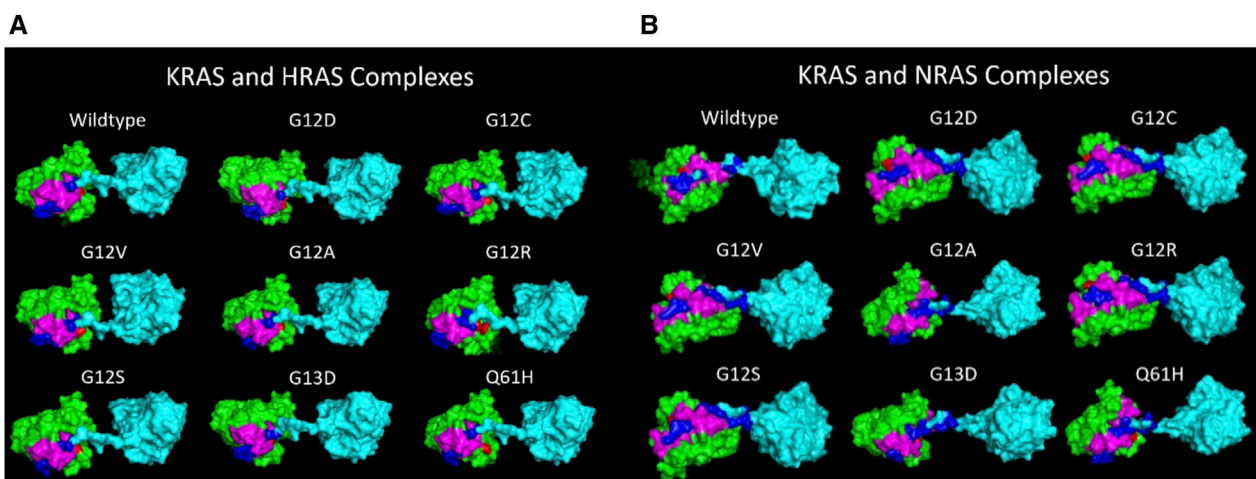 A
KRAS and HRAS Complexes
Wildtype G12D G12C
G12V G12A G12R
G12S G13D Q61H
B
KRAS and NRAS Complexes
Wildtype G12D G12C
G12V G12A G12R
G12S G13D Q61H